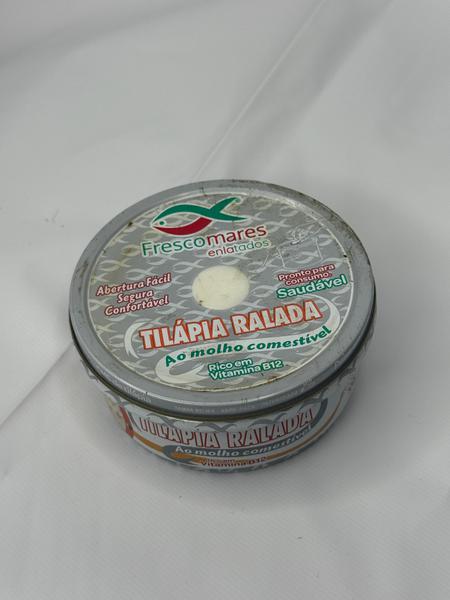 Frescomares
enlatados
Abertura Fácil
Segura
Confortável
Pronto para
consumo
Saudável
TILÁPIA RALADA
Ao molho comestível
Rico em
Vitamina B12
TILÁPIA RALADA
Ao molho comestível
Vitamina B12